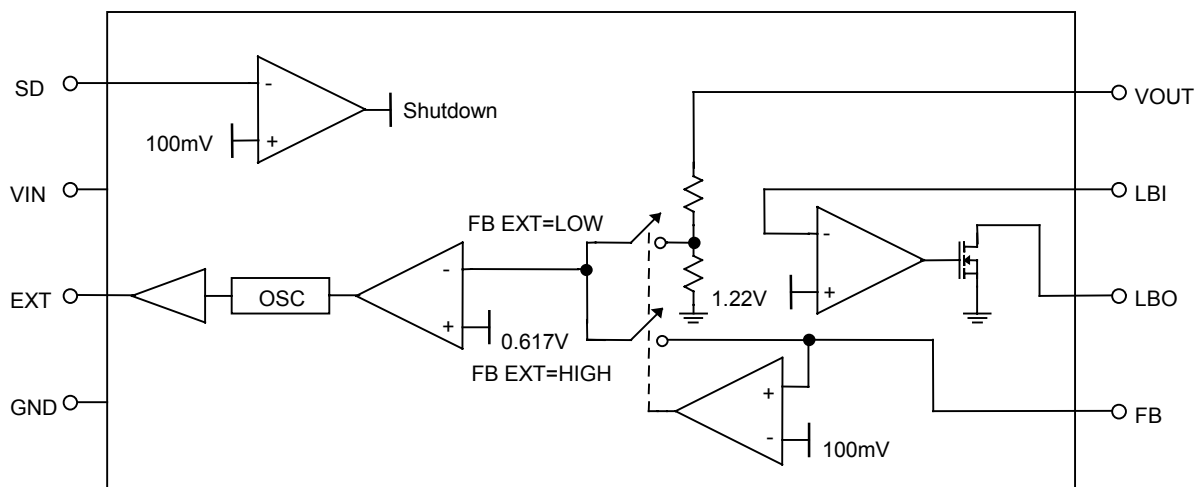 SD
-
Shutdown
100mV
+
VOUT
VIN
LBI
FB EXT=LOW
-
-
EXT
OSC
1.22V
+
LBO
+
0.617V
FB EXT=HIGH
+
GND
FB
-
100mV